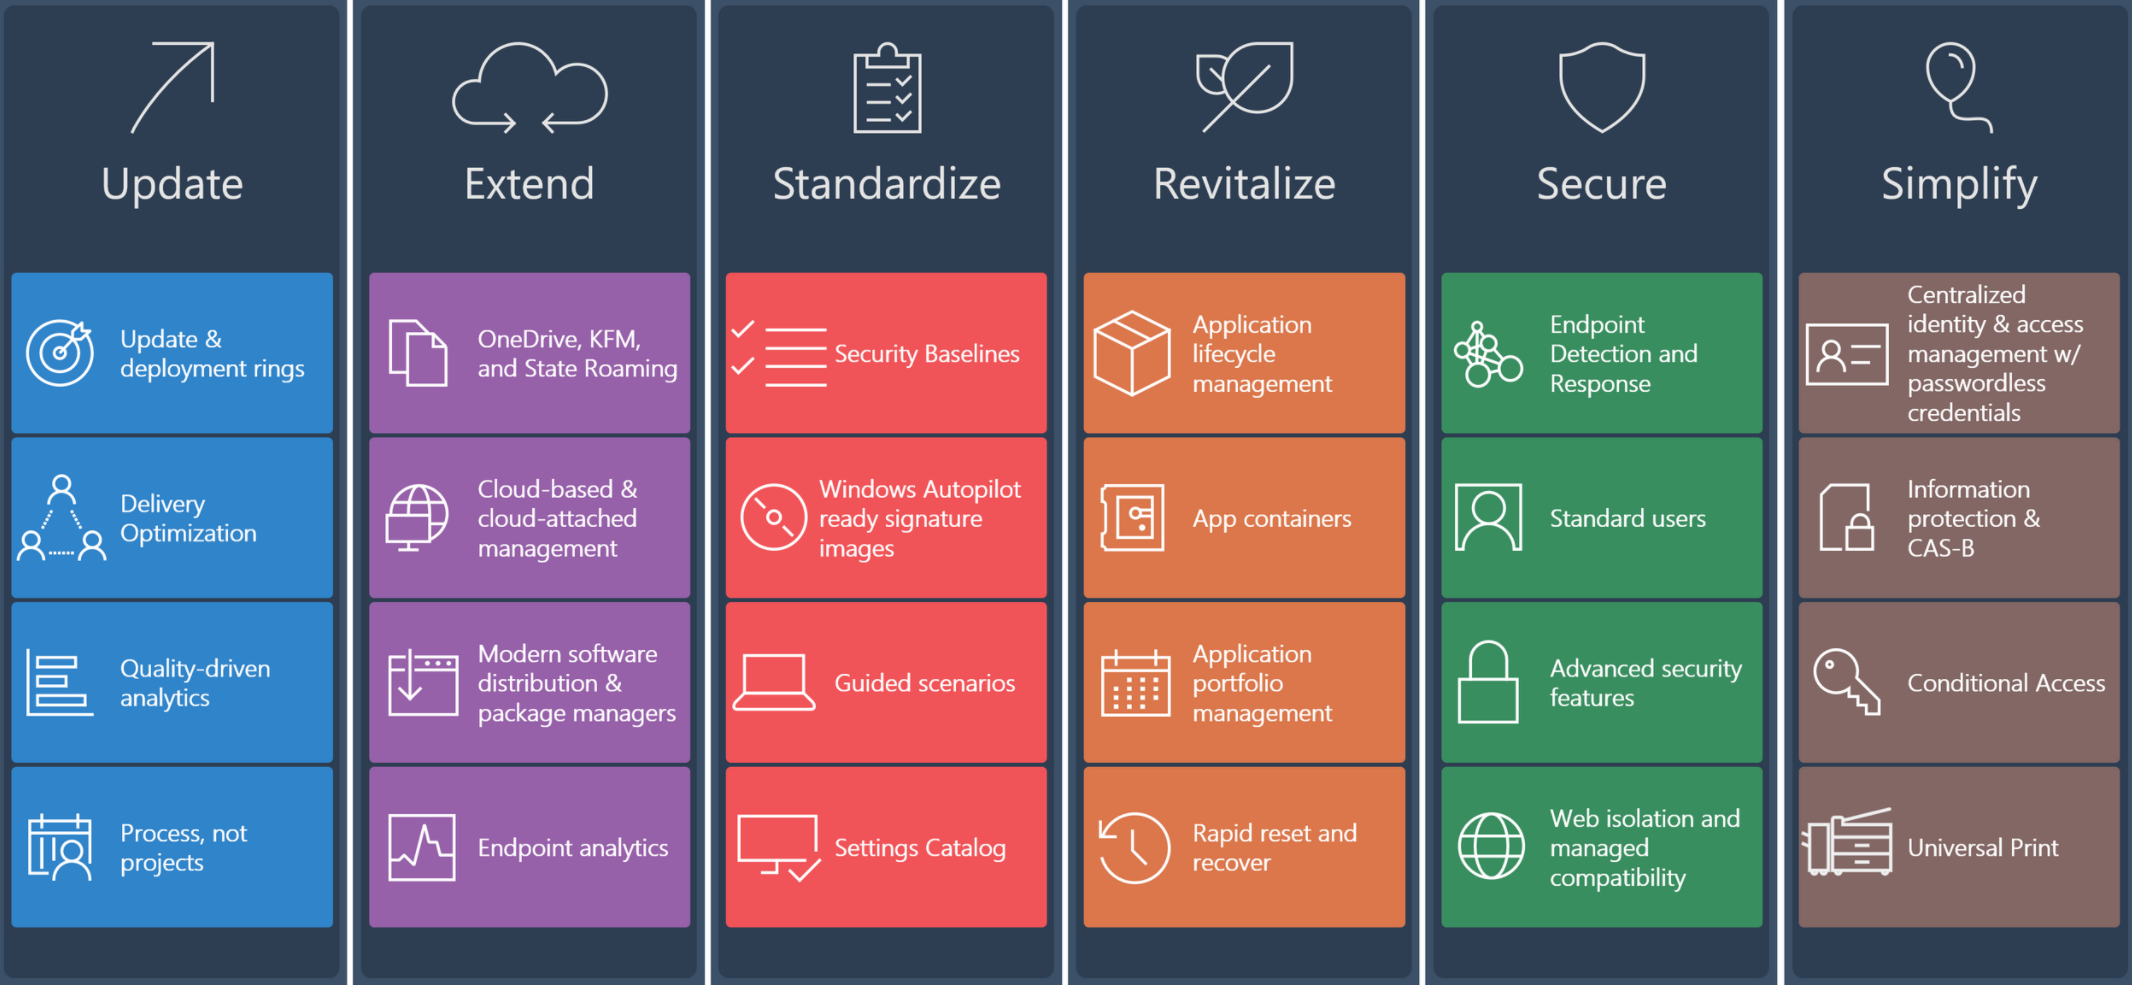 Update
Update &
deployment rings
Delivery
Optimization
Quality-driven
analytics
Process, not
projects
Extend
OneDrive, KFM,
and State Roaming
Cloud-based &
cloud-attached
management
Modern software
distribution &
package managers
Endpoint analytics
Standardize
Security Baselines
Windows Autopilot
ready signature
images
Guided scenarios
Settings Catalog
Revitalize
Application
lifecycle
management
App containers
Application
portfolio
management
Rapid reset and
recover
Secure
Endpoint
Detection and
Response
Standard users
Advanced security
features
Web isolation and
managed
compatibility
Simplify
Centralized
identity & access
management w/
passwordless
credentials
Information
protection &
CAS-B
Conditional Access
Universal Print